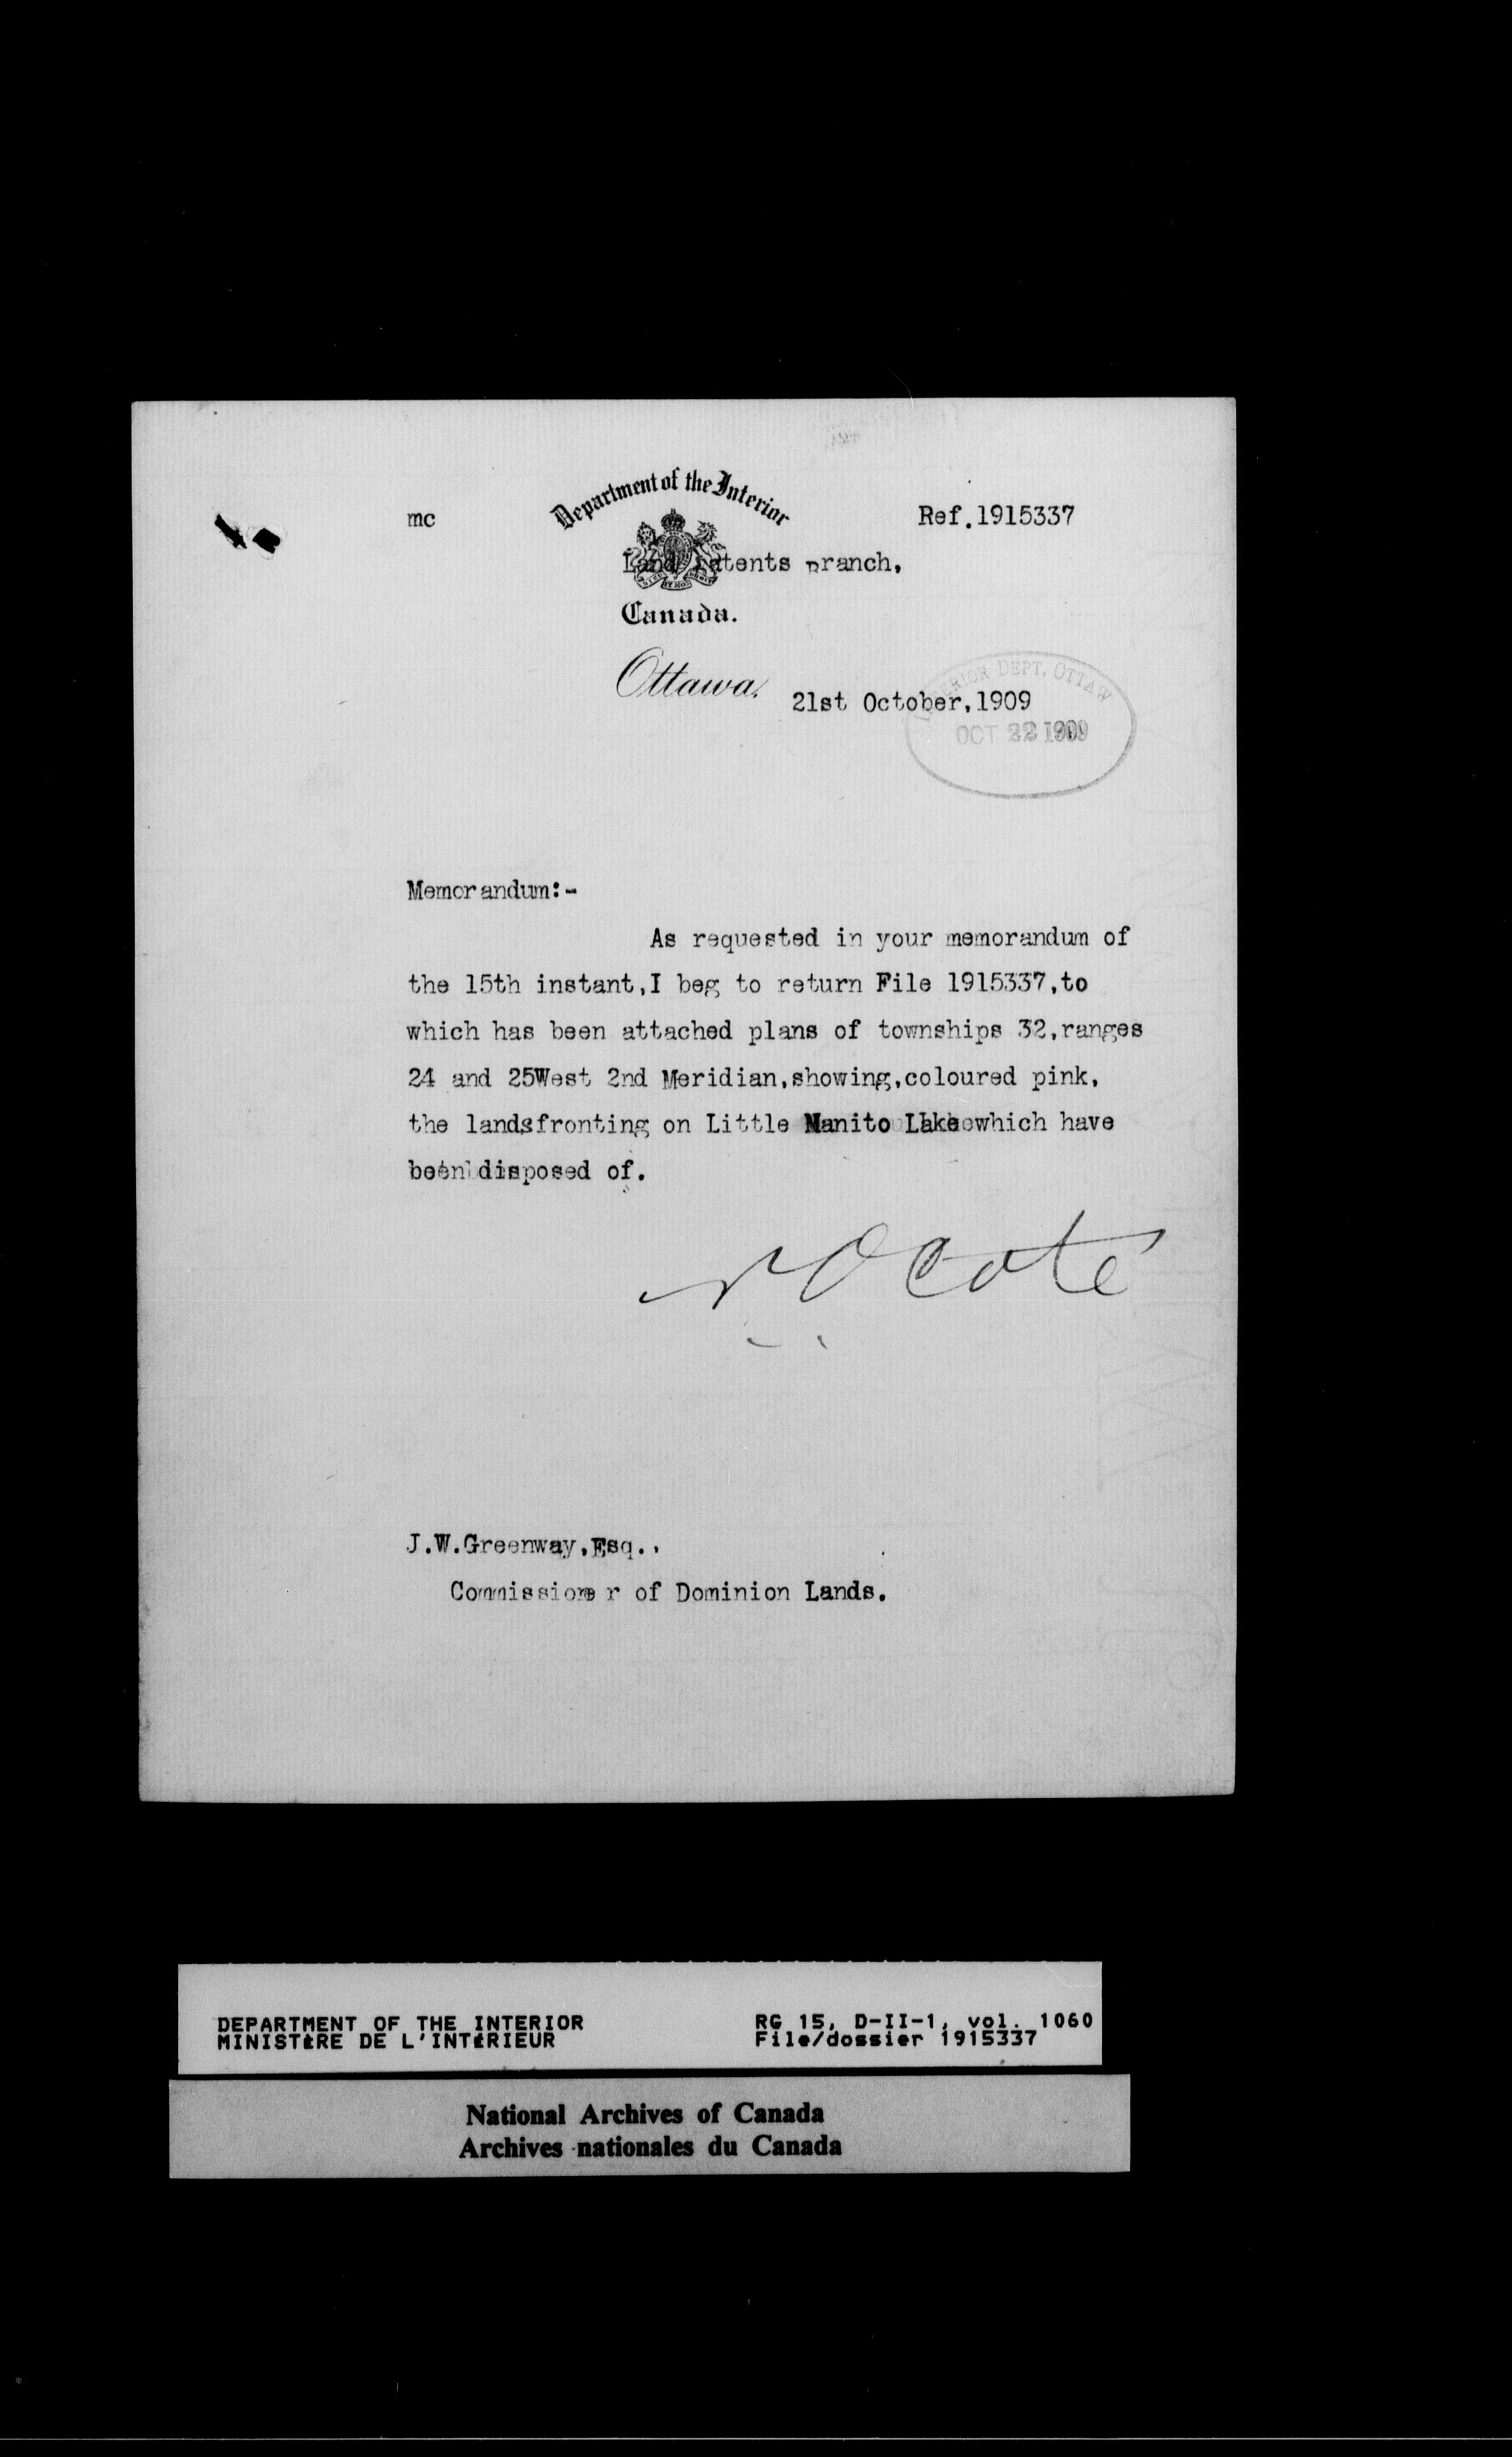 Department of the Interior
mc
Ref.1915337
Land Patents Branch,
Canada.
Ottawa,
21st October,1909
INTERIOR DEPT. OTTAW
OCT 22 1909
Memorandum:-
As requested in your memorandum of
the 15th instant,I beg to return File 1915337,to
which has been attached plans of townships 32,ranges
24 and 25West 2nd Meridian,showing,coloured pink,
the landsfronting on Little Manito Lake which have
been disposed of.
N O Coté
J.W.Greenway,Esq.,
Commissioner of Dominion Lands.
DEPARTMENT OF THE INTERIOR
MINISTÈRE DE L'INTÉRIEUR
RG 15, D-II-1, vol. 1060
File/dossier 1915337
National Archives of Canada
Archives nationales du Canada